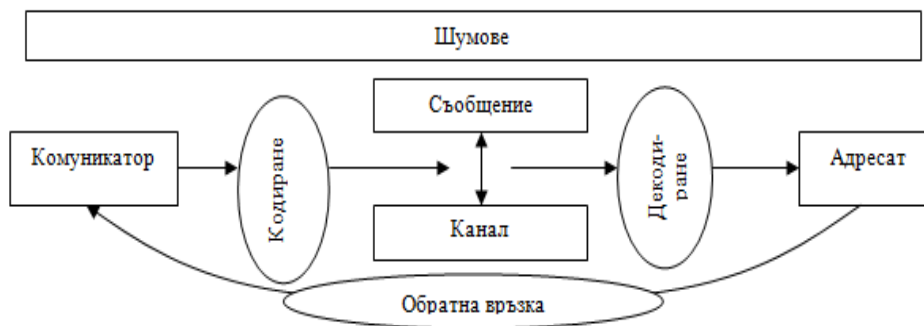 Шумове
Съобщение
Комуникатор
Кодиране
Декоди-
ране
Адресат
Канал
Обратна връзка